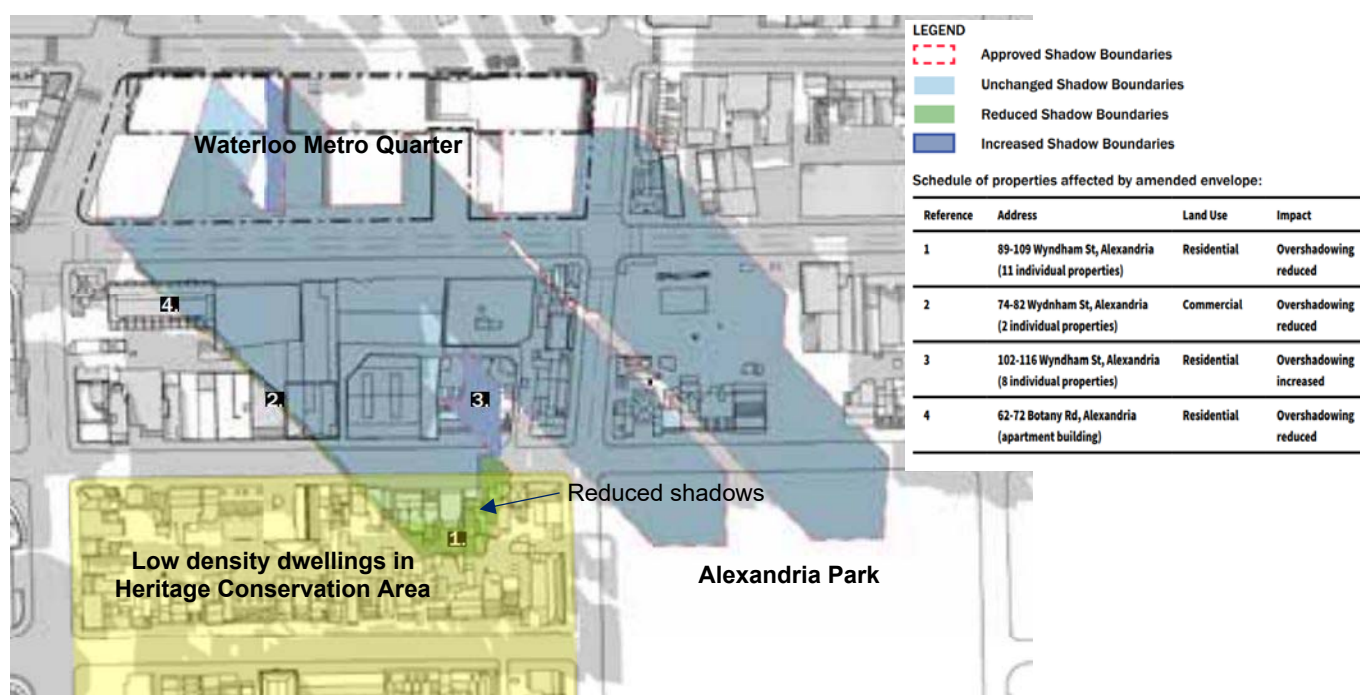 LEGEND
Approved Shadow Boundaries
Unchanged Shadow Boundaries
Reduced Shadow Boundaries
Increased Shadow Boundaries
Schedule of properties affected by amended envelope:
Reference Address Land Use Impact
1 89-109 Wyndham St, Alexandria Residential Overshadowing
(11 individual properties) reduced
2 74-82 Wydnham St, Alexandria Commercial Overshadowing
(2 individual properties) reduced
3 102-116 Wyndham St, Alexandria Residential Overshadowing
(8 individual properties) increased
4 62-72 Botany Rd, Alexandria Residential Overshadowing
(apartment building) reduced
Waterloo Metro Quarter
4.
2.
3.
Reduced shadows
1.
Low density dwellings in
Heritage Conservation Area
Alexandria Park